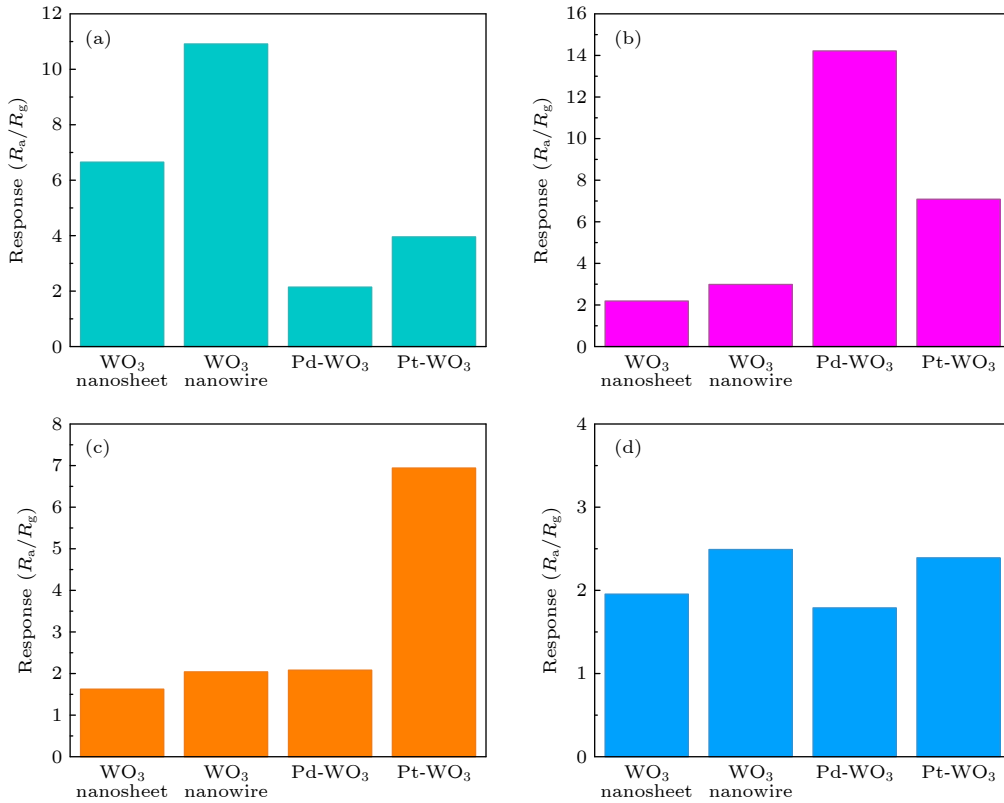 (a)
Response (Ra/Rg)
12
10
8
6
4
2
0
WO3 nanosheet
WO3 nanowire
Pd-WO3
Pt-WO3
(b)
Response (Ra/Rg)
16
14
12
10
8
6
4
2
0
WO3 nanosheet
WO3 nanowire
Pd-WO3
Pt-WO3
(c)
Response (Ra/Rg)
8
7
6
5
4
3
2
1
0
WO3 nanosheet
WO3 nanowire
Pd-WO3
Pt-WO3
(d)
Response (Ra/Rg)
4
3
2
1
0
WO3 nanosheet
WO3 nanowire
Pd-WO3
Pt-WO3